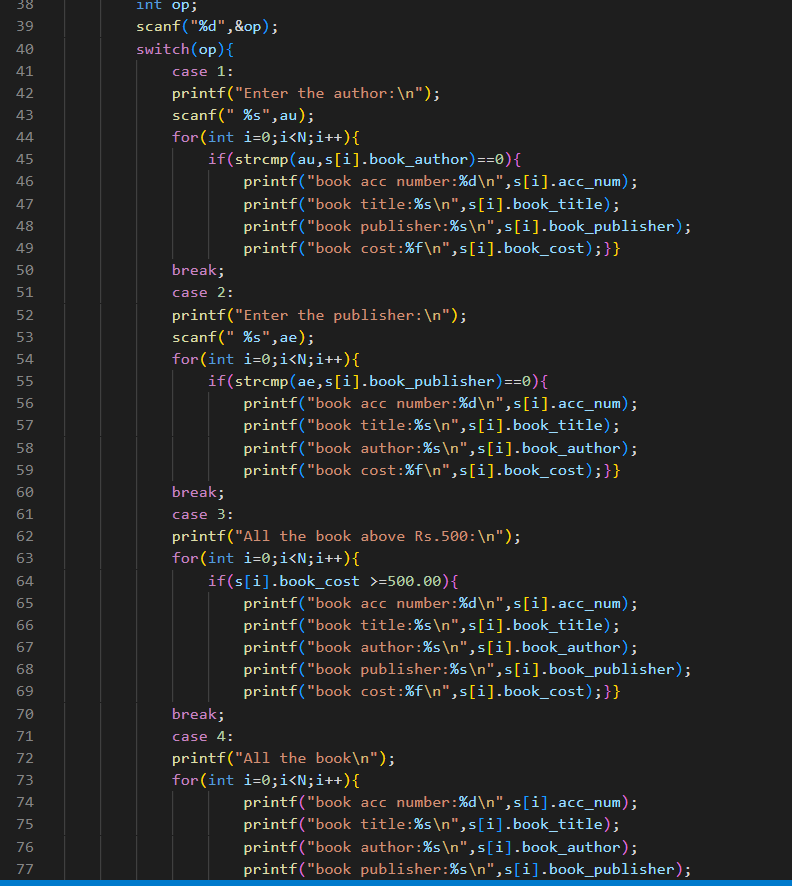 38 int op;
39 scanf("%d",&op);
40 switch(op){
41 case 1:
42 printf("Enter the author:\n");
43 scanf(" %s",au);
44 for(int i=0;i<N;i++){
45 if(strcmp(au,s[i].book_author)==0){
46 printf("book acc number:%d\n",s[i].acc_num);
47 printf("book title:%s\n",s[i].book_title);
48 printf("book publisher:%s\n",s[i].book_publisher);
49 printf("book cost:%f\n",s[i].book_cost);}}
50 break;
51 case 2:
52 printf("Enter the publisher:\n");
53 scanf(" %s",ae);
54 for(int i=0;i<N;i++){
55 if(strcmp(ae,s[i].book_publisher)==0){
56 printf("book acc number:%d\n",s[i].acc_num);
57 printf("book title:%s\n",s[i].book_title);
58 printf("book author:%s\n",s[i].book_author);
59 printf("book cost:%f\n",s[i].book_cost);}}
60 break;
61 case 3:
62 printf("All the book above Rs.500:\n");
63 for(int i=0;i<N;i++){
64 if(s[i].book_cost >=500.00){
65 printf("book acc number:%d\n",s[i].acc_num);
66 printf("book title:%s\n",s[i].book_title);
67 printf("book author:%s\n",s[i].book_author);
68 printf("book publisher:%s\n",s[i].book_publisher);
69 printf("book cost:%f\n",s[i].book_cost);}}
70 break;
71 case 4:
72 printf("All the book\n");
73 for(int i=0;i<N;i++){
74 printf("book acc number:%d\n",s[i].acc_num);
75 printf("book title:%s\n",s[i].book_title);
76 printf("book author:%s\n",s[i].book_author);
77 printf("book publisher:%s\n",s[i].book_publisher);